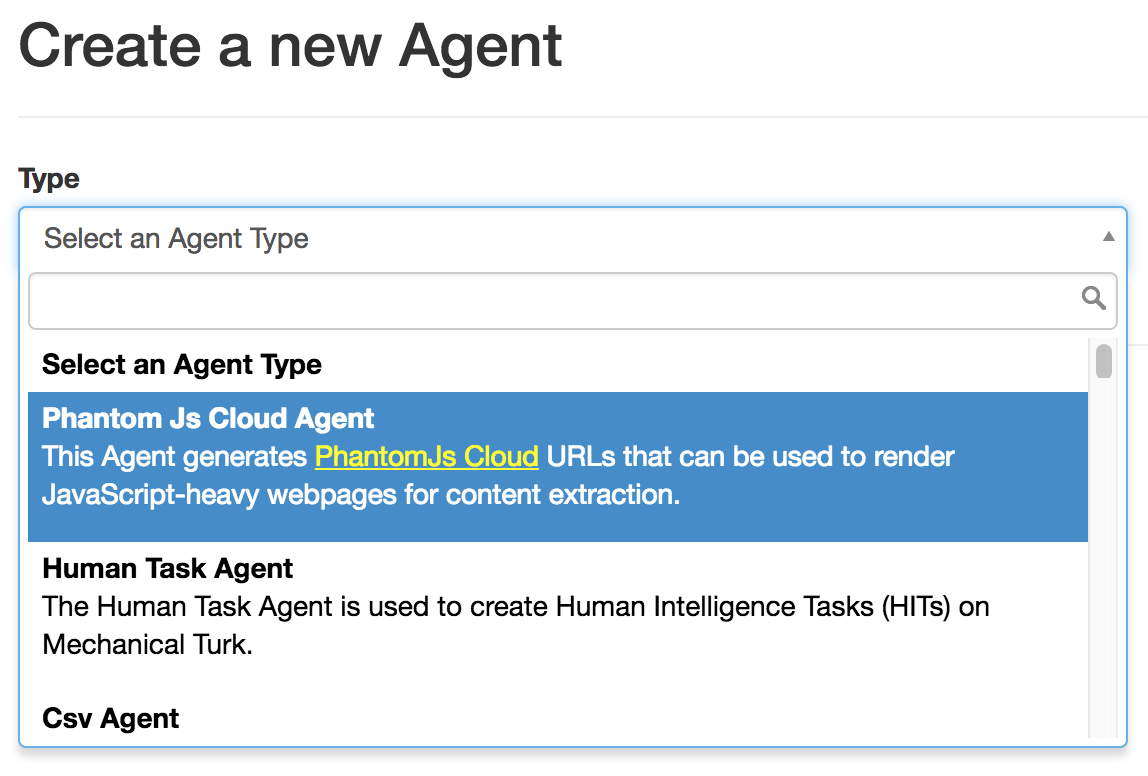 Create a new Agent
Type
Select an Agent Type
Select an Agent Type
Phantom Js Cloud Agent
This Agent generates PhantomJs Cloud URLs that can be used to render
JavaScript-heavy webpages for content extraction.
Human Task Agent
The Human Task Agent is used to create Human Intelligence Tasks (HITs) on
Mechanical Turk.
Csv Agent